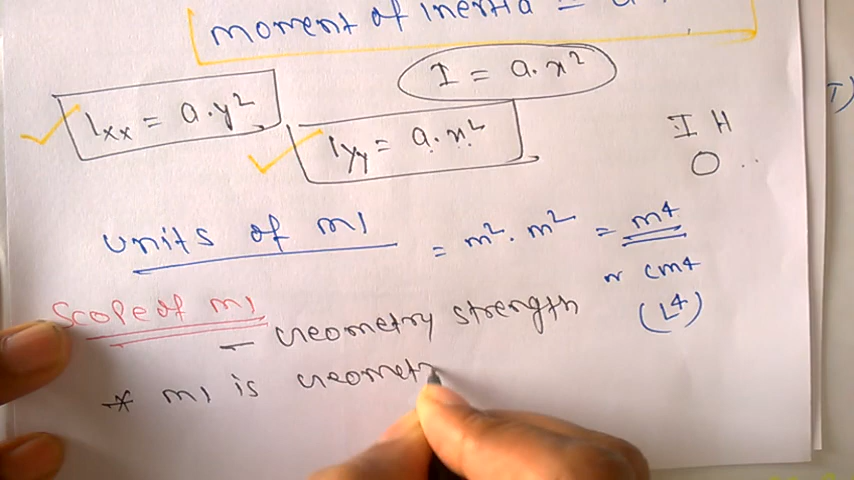 moment of inertia =
I = a.x²
Ixx = a.y²
Iyy = a.x²
I H
O ..
units of MI = m².m² = m⁴
or cm⁴
(L⁴)
Scope of MI
- Geometry strength
* MI is Geometr